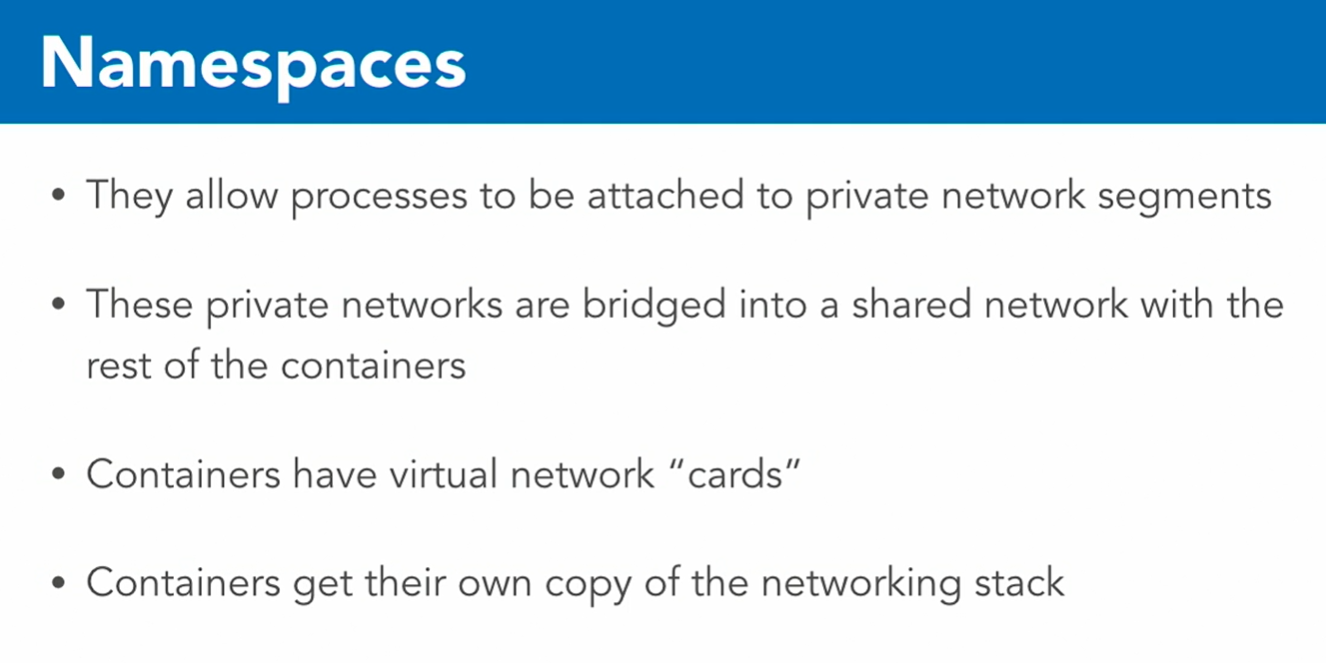 Namespaces
• They allow processes to be attached to private network segments
• These private networks are bridged into a shared network with the
rest of the containers
• Containers have virtual network “cards”
• Containers get their own copy of the networking stack